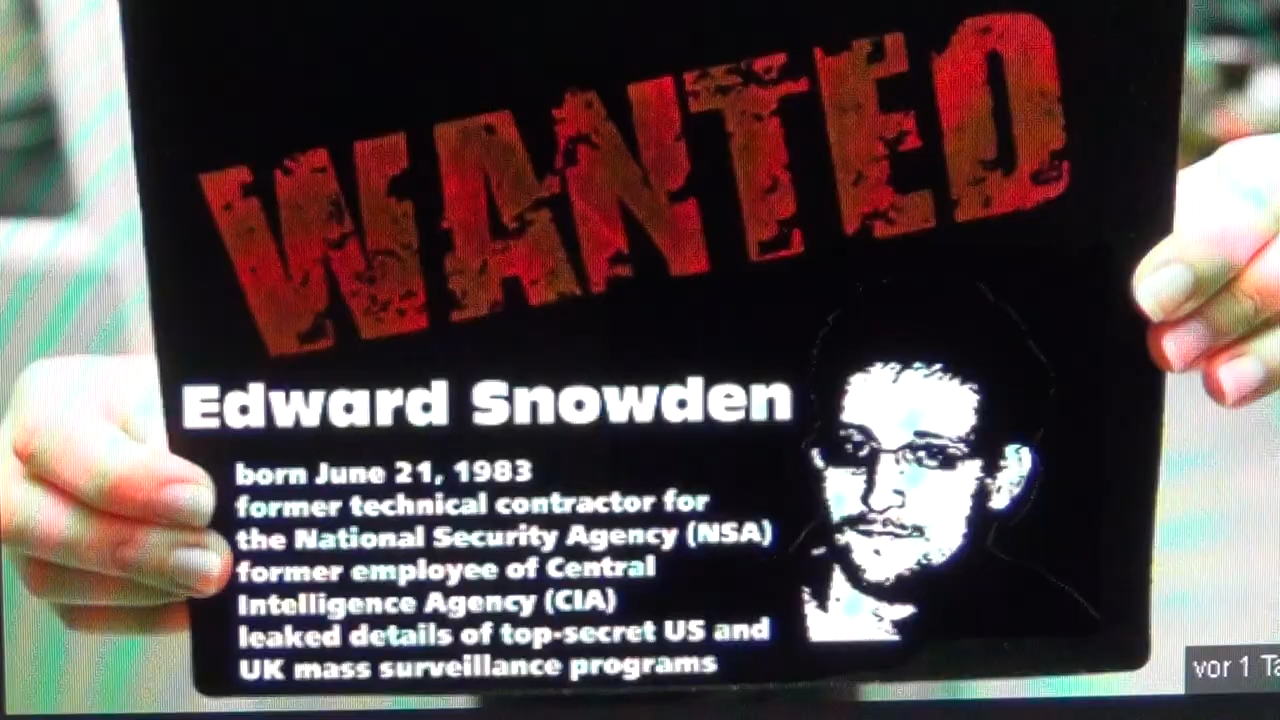 WANTED
Edward Snowden
born June 21, 1983
former technical contractor for
the National Security Agency (NSA)
former employee of Central
Intelligence Agency (CIA)
leaked details of top-secret US and
UK mass surveillance programs
vor 1